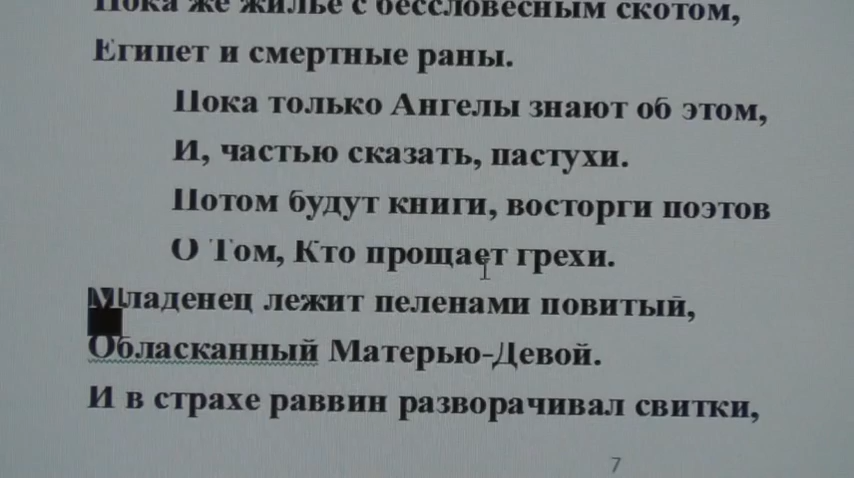 Пока же жилье с бессловесным скотом,
Египет и смертные раны.
Пока только Ангелы знают об этом,
И, частью сказать, пастухи.
Потом будут книги, восторги поэтов
О Том, Кто прощает грехи.
Младенец лежит пеленами повитый,
Обласканный Матерью-Девой.
И в страхе раввин разворачивал свитки,
7